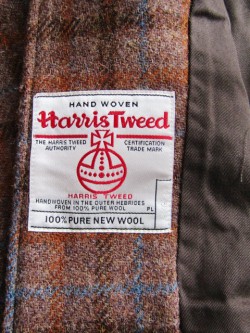 HAND WOVEN
Harris Tweed
THE HARRIS TWEED AUTHORITY
CERTIFICATION TRADE MARK
HARRIS TWEED
HANDWOVEN IN THE OUTER HEBRIDES
FROM 100% PURE WOOL PL
100% PURE NEW WOOL